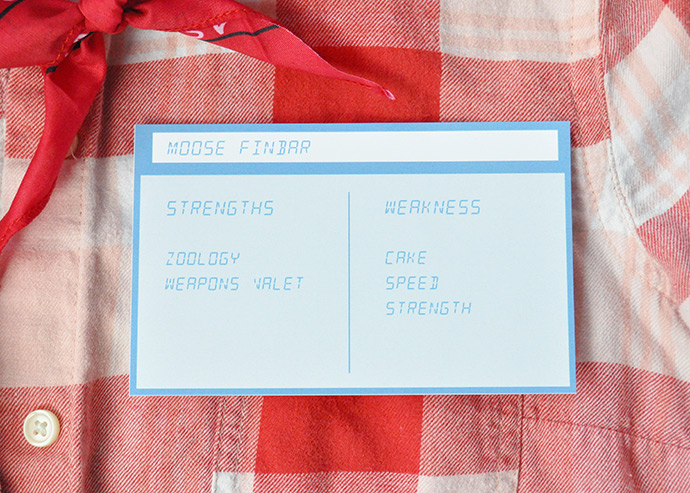 MOOSE FINBAR
STRENGTHS
ZOOLOGY
WEAPONS VALET
WEAKNESS
CAKE
SPEED
STRENGTH